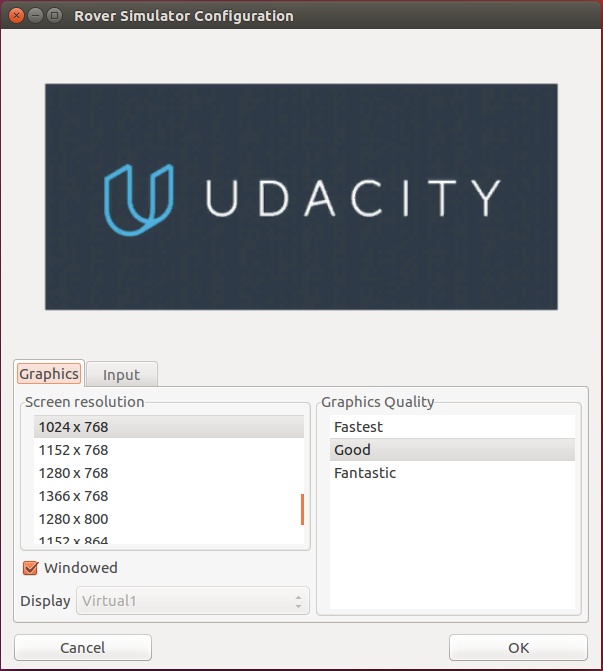 Rover Simulator Configuration
UDACITY
Graphics
Input
Screen resolution
1024 x 768
1152 x 768
1280 x 768
1366 x 768
1280 x 800
1152 x 864
Windowed
Display
Virtual1
Graphics Quality
Fastest
Good
Fantastic
Cancel
OK